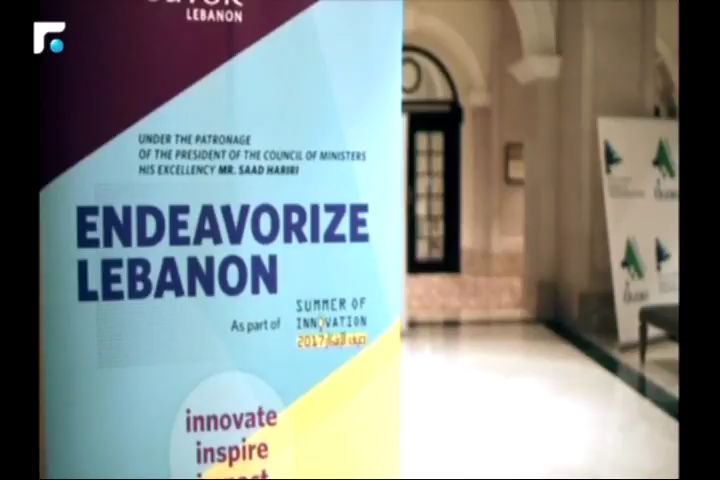 LEBANON
UNDER THE PATRONAGE
OF THE PRESIDENT OF THE COUNCIL OF MINISTERS
HIS EXCELLENCY MR. SAAD HARIRI
ENDEAVORIZE
LEBANON
As part of
SUMMER OF
INNOVATION
2017
innovate
inspire